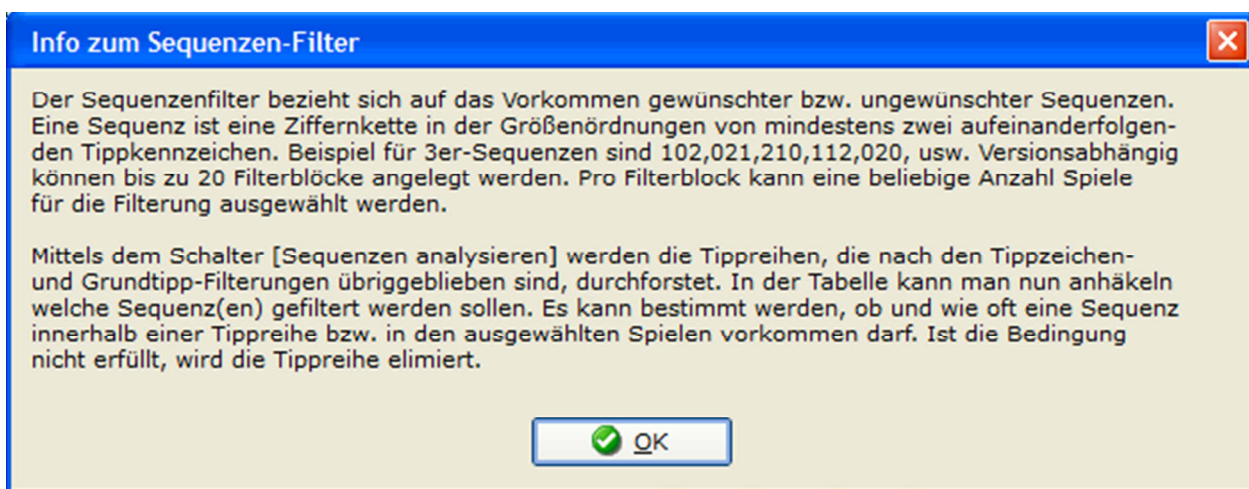 Info zum Sequenzen-Filter
Der Sequenzenfilter bezieht sich auf das Vorkommen gewünschter bzw. ungewünschter Sequenzen.
Eine Sequenz ist eine Ziffernkette in der Größenördnungen von mindestens zwei aufeinanderfolgen-
den Tippkennzeichen. Beispiel für 3er-Sequenzen sind 102,021,210,112,020, usw. Versionsabhängig
können bis zu 20 Filterblöcke angelegt werden. Pro Filterblock kann eine beliebige Anzahl Spiele
für die Filterung ausgewählt werden.
Mittels dem Schalter [Sequenzen analysieren] werden die Tippreihen, die nach den Tippzeichen-
und Grundtipp-Filterungen übriggeblieben sind, durchforstet. In der Tabelle kann man nun anhäkeln
welche Sequenz(en) gefiltert werden sollen. Es kann bestimmt werden, ob und wie oft eine Sequenz
innerhalb einer Tippreihe bzw. in den ausgewählten Spielen vorkommen darf. Ist die Bedingung
nicht erfüllt, wird die Tippreihe elimiert.
OK